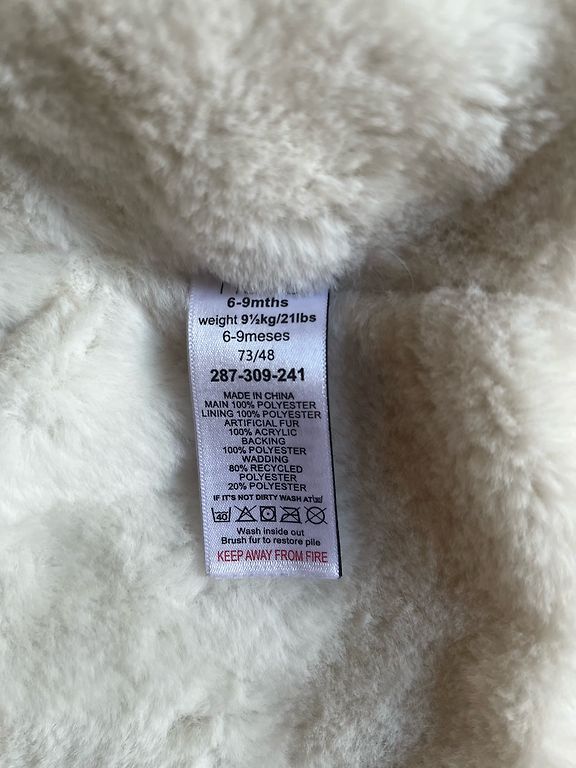 6-9mths
weight 9½kg/21lbs
6-9meses
73/48
287-309-241
MADE IN CHINA
MAIN 100% POLYESTER
LINING 100% POLYESTER
ARTIFICIAL FUR
100% ACRYLIC
BACKING
100% POLYESTER
WADDING
80% RECYCLED
POLYESTER
20% POLYESTER
IF IT'S NOT DIRTY WASH AT
40
Wash inside out
Brush fur to restore pile
KEEP AWAY FROM FIRE